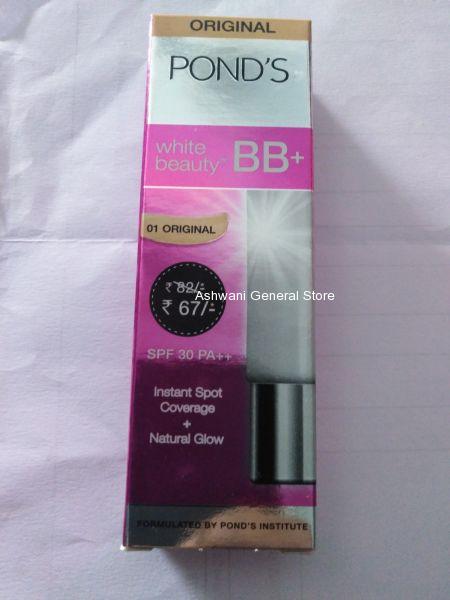 ORIGINAL
POND'S
white
beauty™ BB+
01 ORIGINAL
₹ 82/-
Ashwani General Store
₹ 67/-
SPF 30 PA++
Instant Spot
Coverage
+
Natural Glow
FORMULATED BY POND'S INSTITUTE